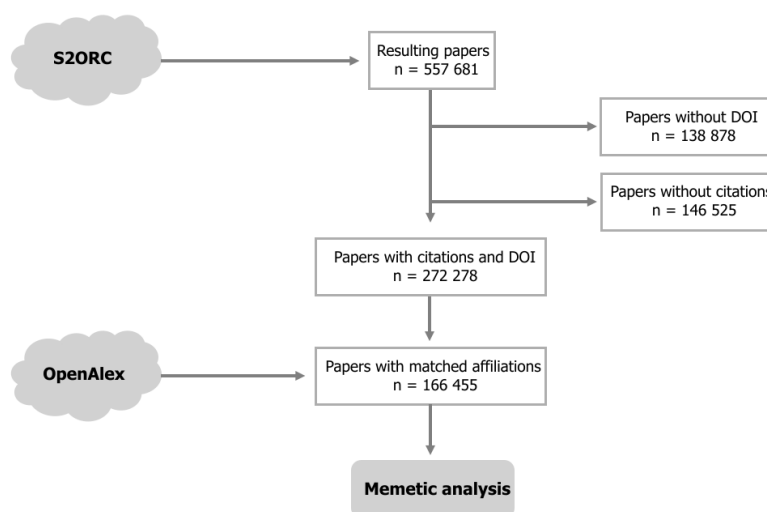 S2ORC
Resulting papers
n = 557 681
Papers without DOI
n = 138 878
Papers without citations
n = 146 525
Papers with citations and DOI
n = 272 278
OpenAlex
Papers with matched affiliations
n = 166 455
Memetic analysis